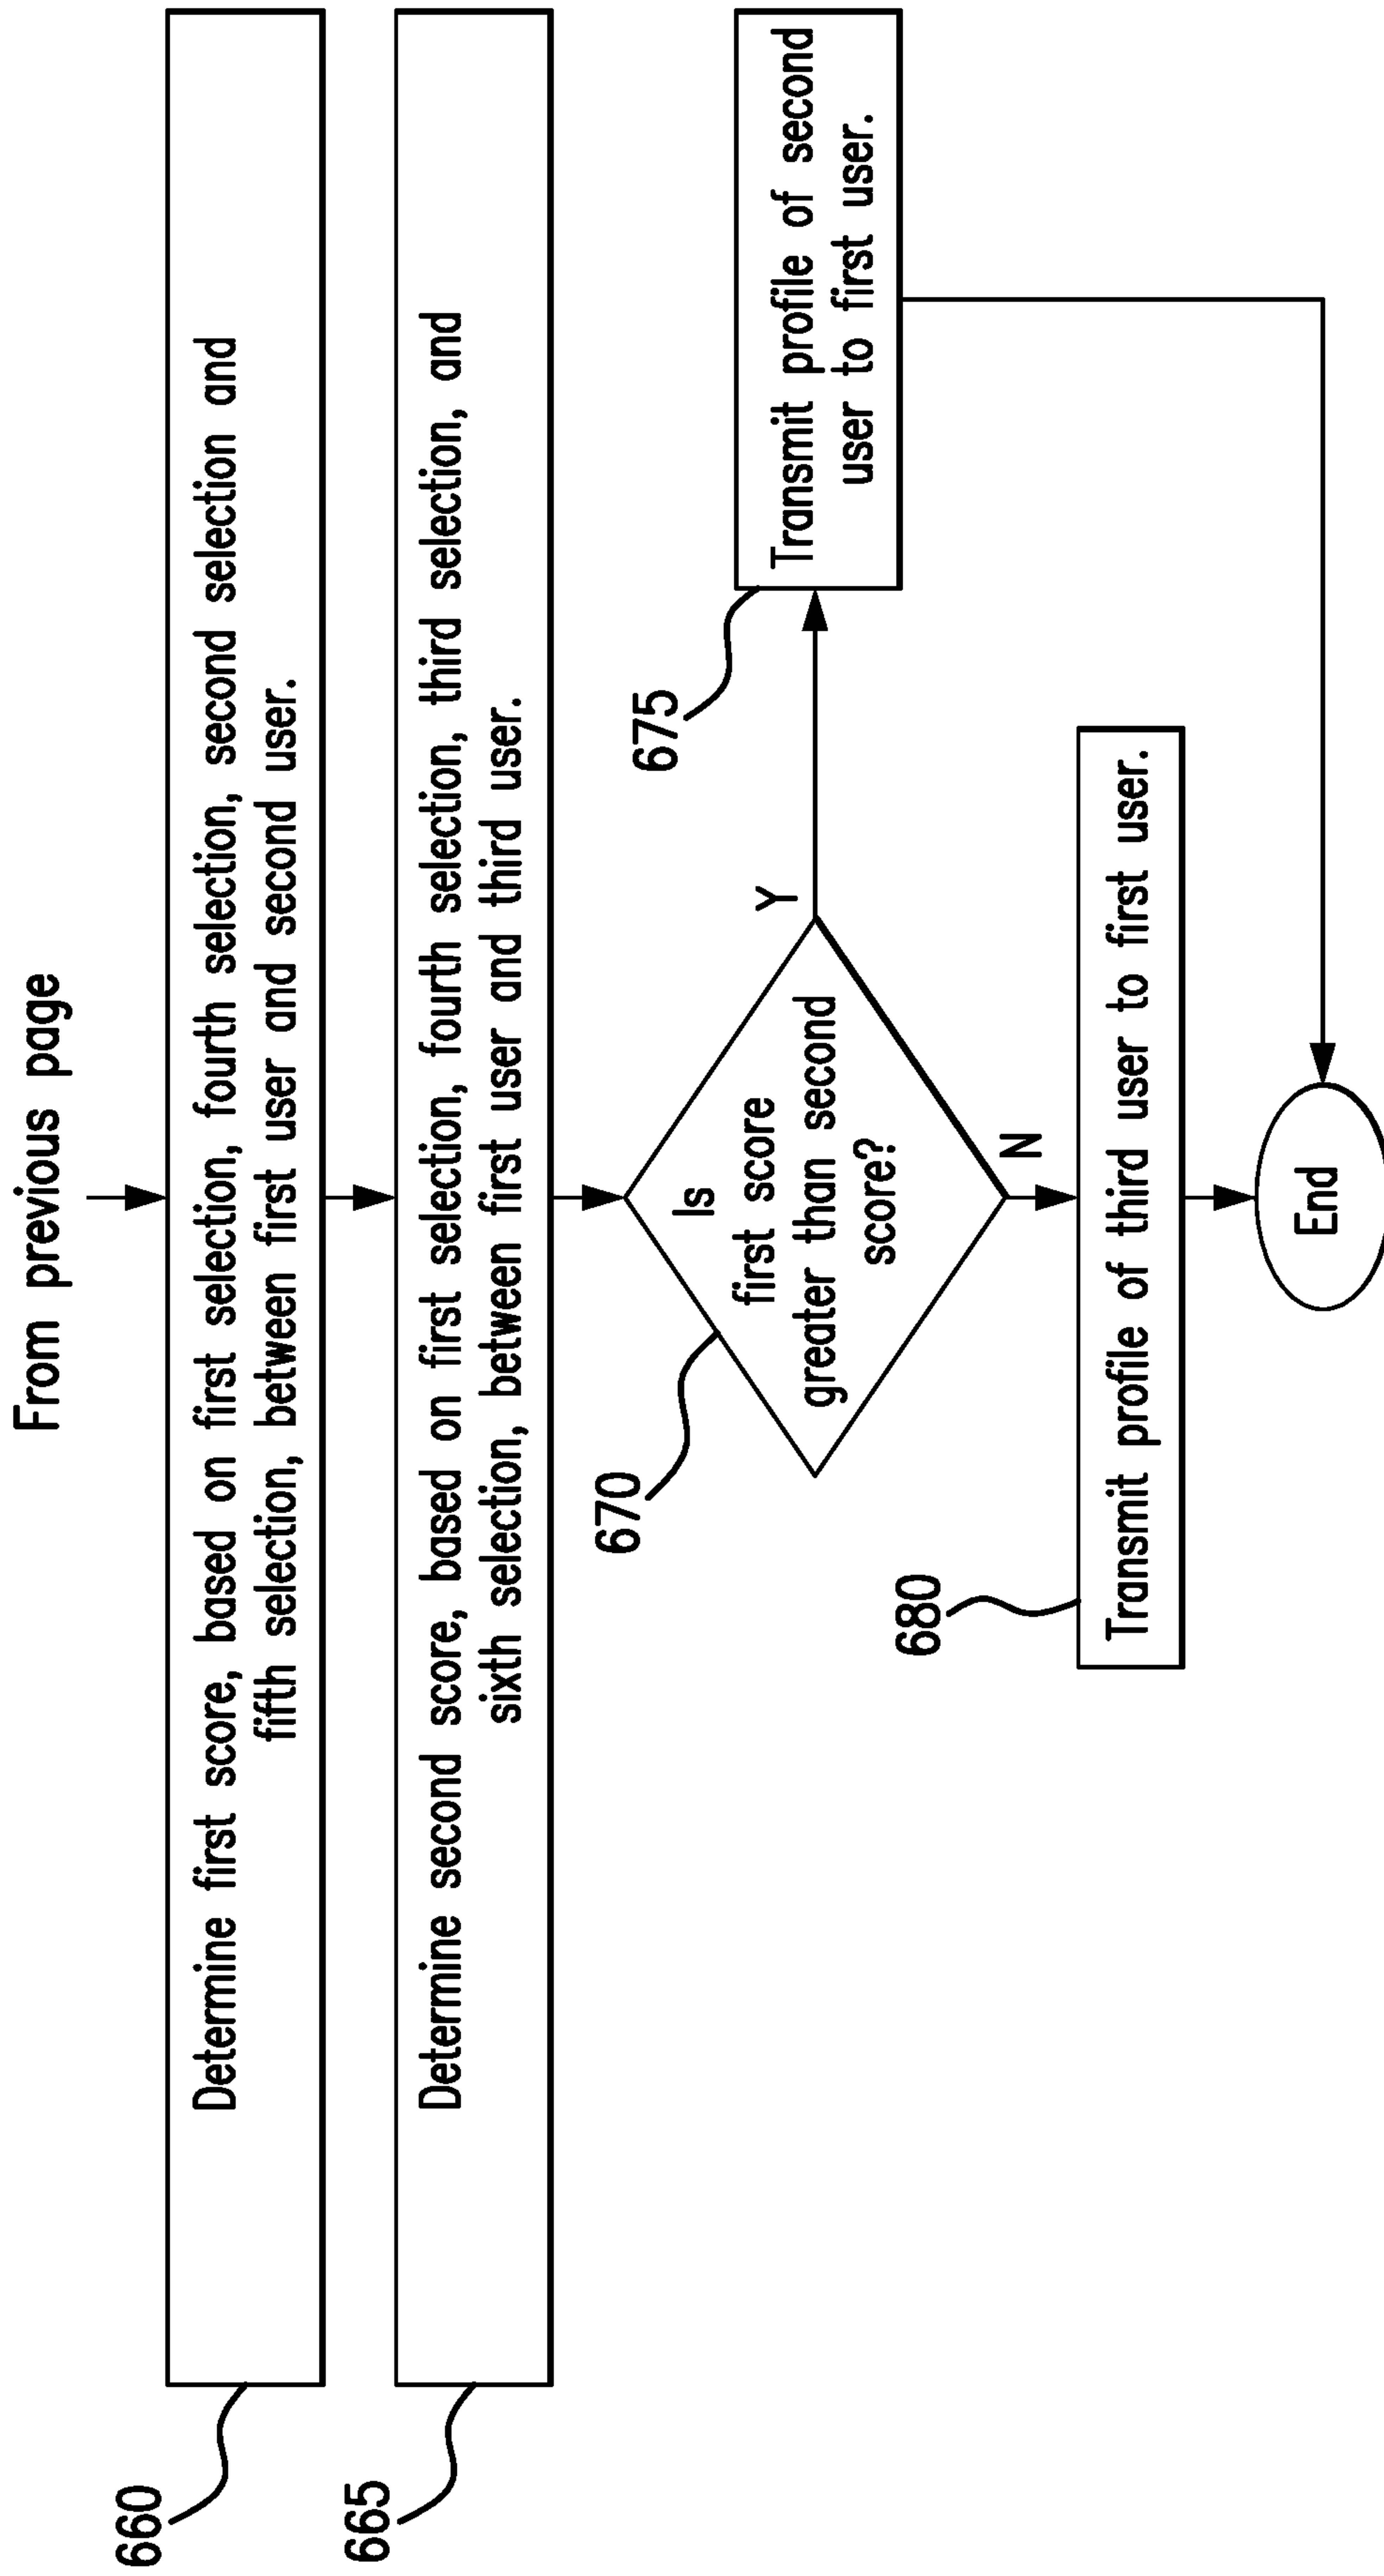 From previous page
660
Determine first score, based on first selection, fourth selection, second selection and
fifth selection, between first user and second user.
665
Determine second score, based on first selection, fourth selection, third selection, and
sixth selection, between first user and third user.
670
Is
first score
greater than second
score?
Y
675
Transmit profile of second
user to first user.
N
680
Transmit profile of third user to first user.
End